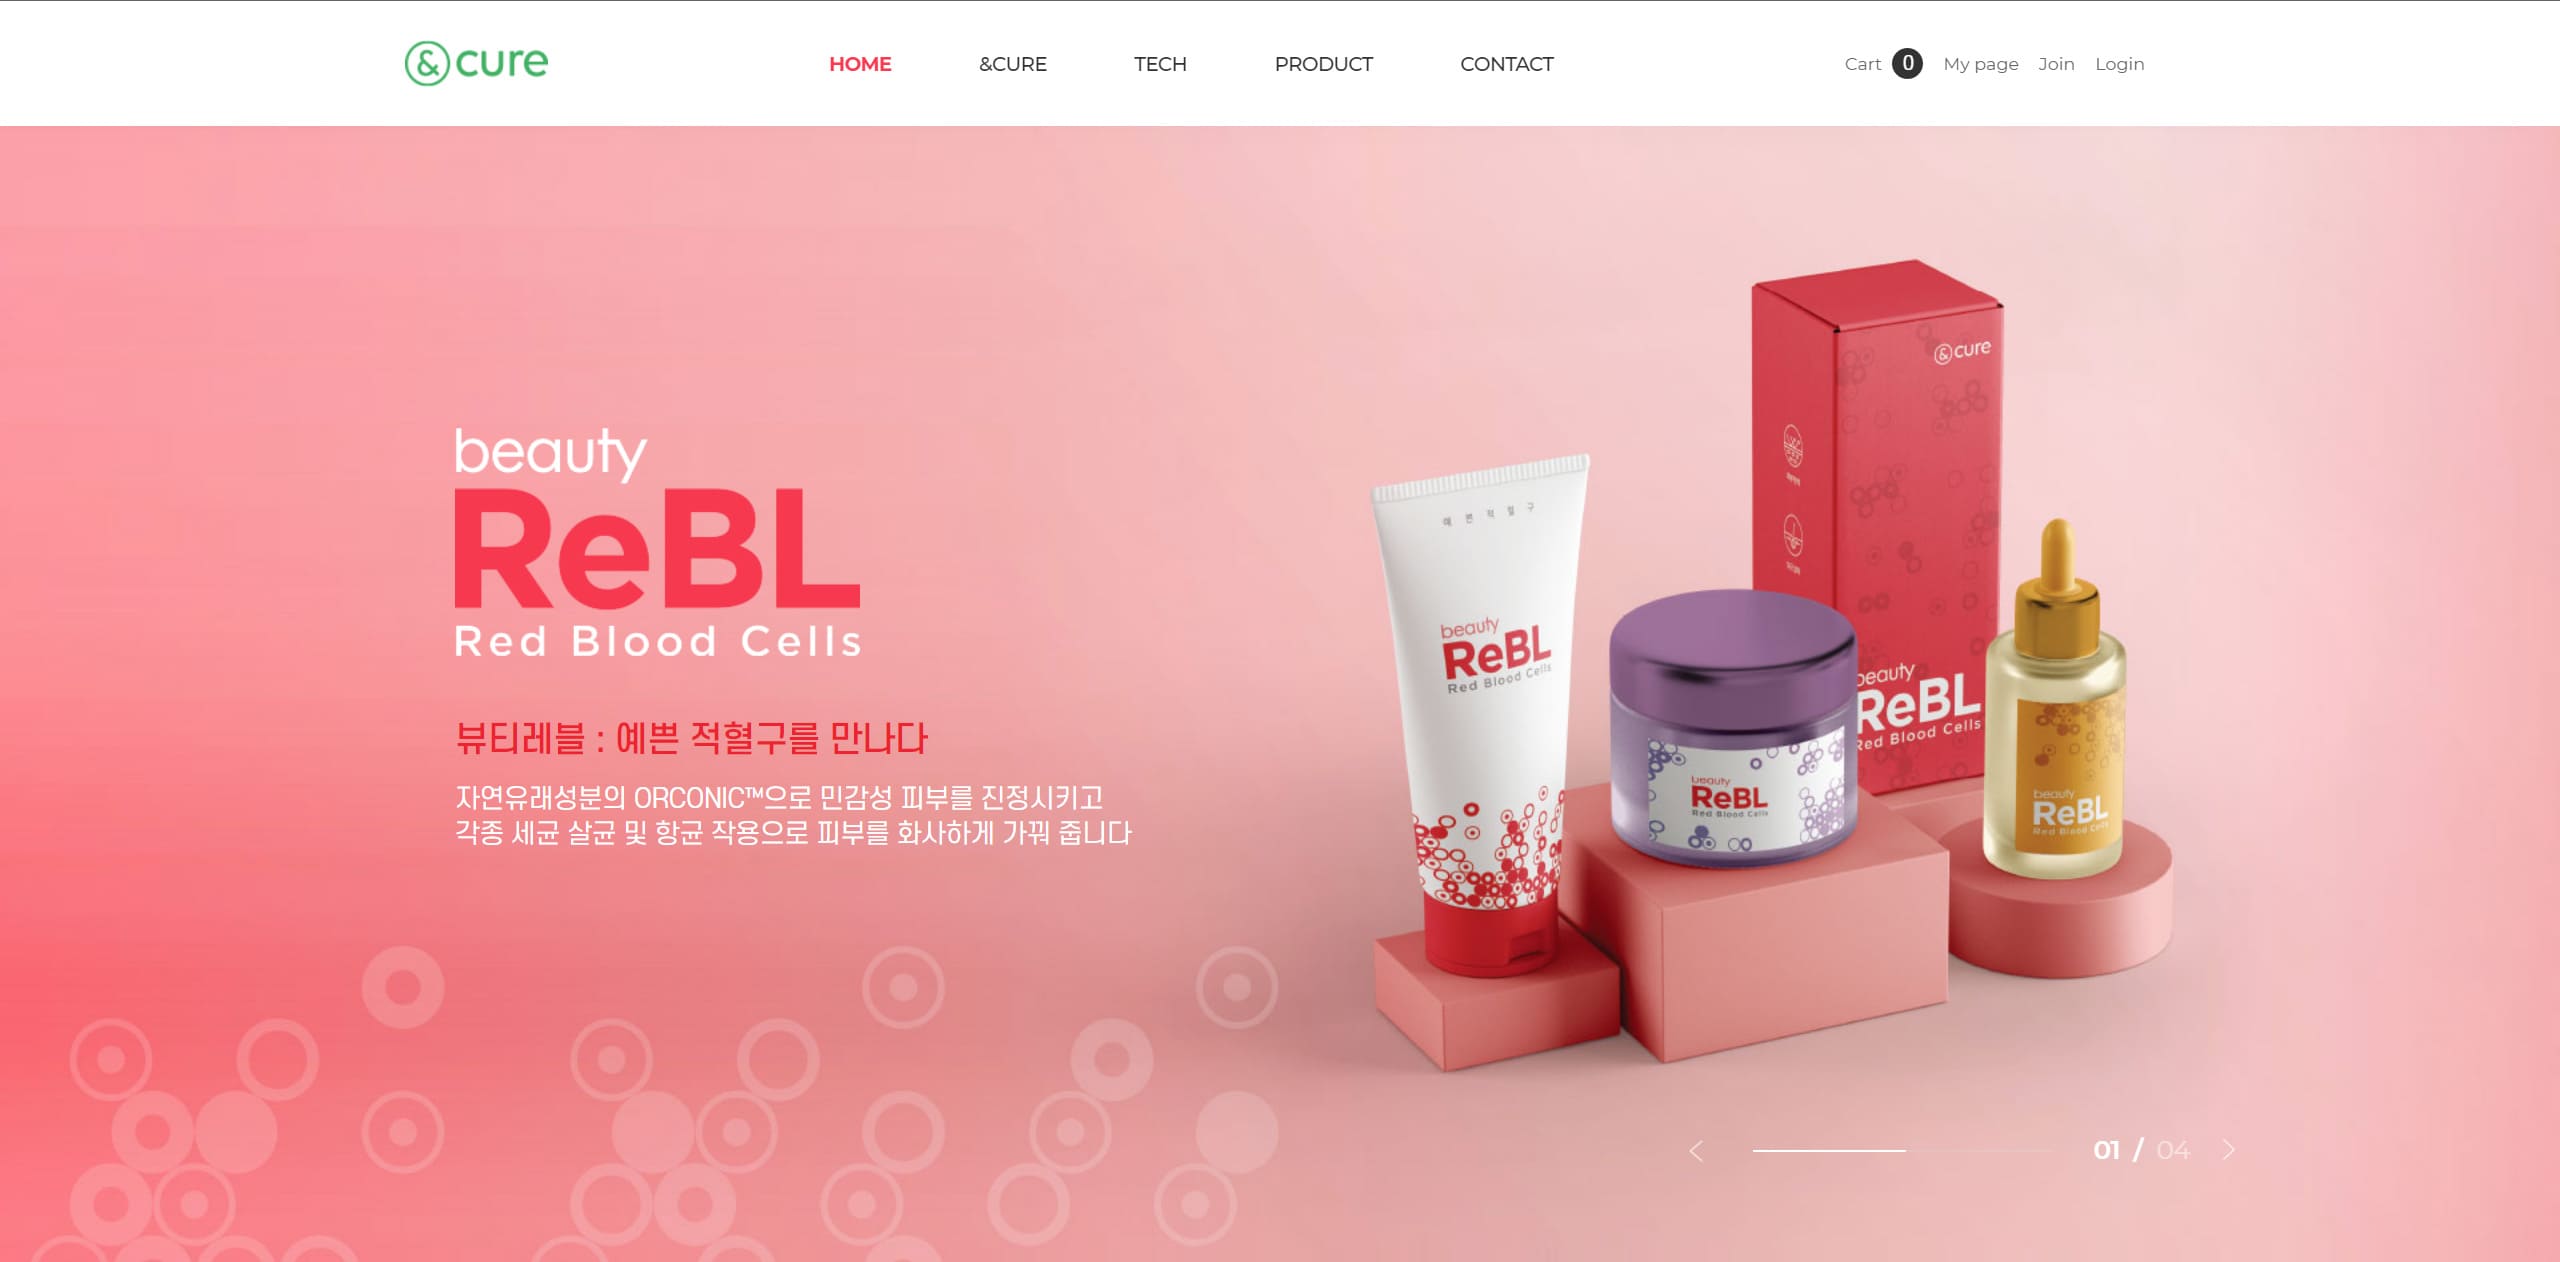 & cure
HOME
&CURE
TECH
PRODUCT
CONTACT
Cart 0
My page
Join
Login
beauty
ReBL
Red Blood Cells
뷰티레블 : 예쁜 적혈구를 만나다
자연유래성분의 ORCONIC™으로 민감성 피부를 진정시키고
각종 세균 살균 및 항균 작용으로 피부를 화사하게 가꿔 줍니다
예쁜적혈구
beauty
ReBL
Red Blood Cells
beauty
ReBL
Red Blood Cells
& cure
beauty
ReBL
Red Blood Cells
beauty
ReBL
Red Blood Cells
01 / 04